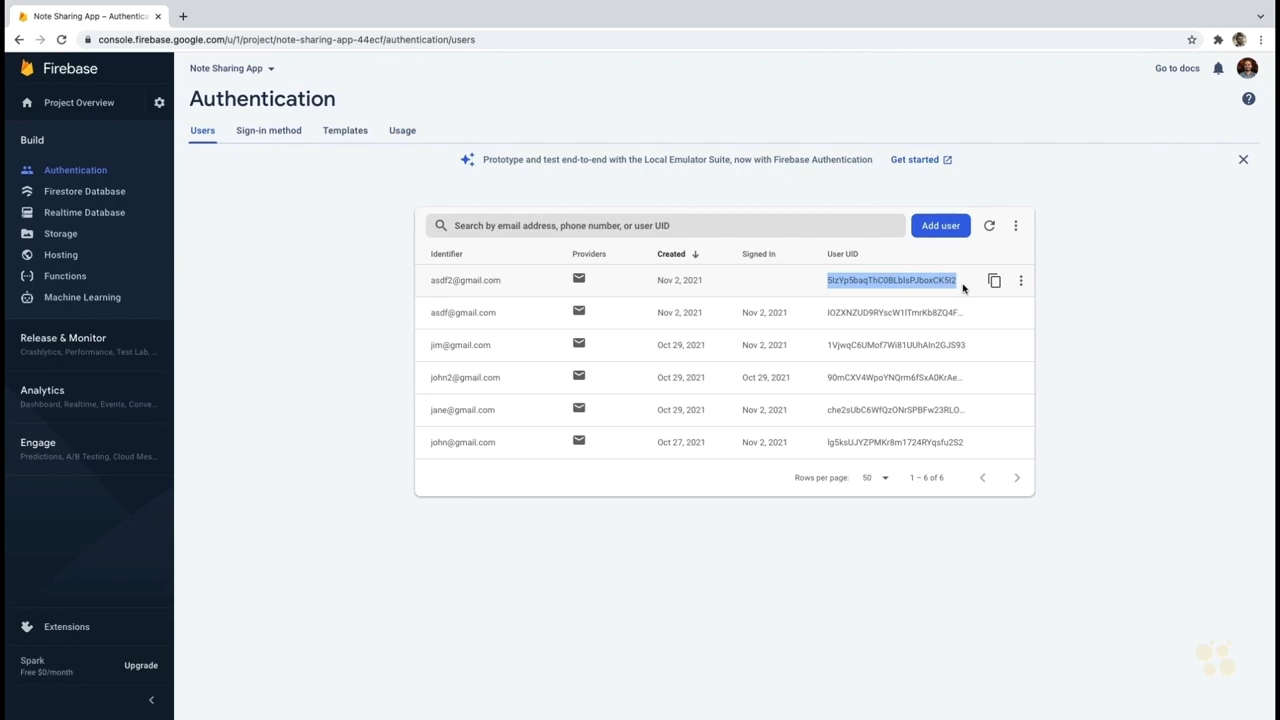 Note Sharing App – Authentica
console.firebase.google.com/u/1/project/note-sharing-app-44ecf/authentication/users
Firebase
Note Sharing App
Go to docs
Project Overview
Authentication
Users Sign-in method Templates Usage
Build
Prototype and test end-to-end with the Local Emulator Suite, now with Firebase Authentication Get started
Authentication
Firestore Database
Realtime Database
Storage
Hosting
Functions
Machine Learning
Release & Monitor
Crashlytics, Performance, Test Lab, ...
Analytics
Dashboard, Realtime, Events, Conve...
Engage
Predictions, A/B Testing, Cloud Mes...
Extensions
Spark
Free $0/month
Upgrade
Search by email address, phone number, or user UID
Add user
Identifier Providers Created Signed In User UID
asdf2@gmail.com Nov 2, 2021
asdf@gmail.com Nov 2, 2021 Nov 2, 2021
jim@gmail.com Oct 29, 2021 Nov 2, 2021
john2@gmail.com Oct 29, 2021 Oct 29, 2021
jane@gmail.com Oct 29, 2021 Nov 2, 2021
john@gmail.com Oct 27, 2021 Nov 2, 2021
Rows per page: 50 1 – 6 of 6